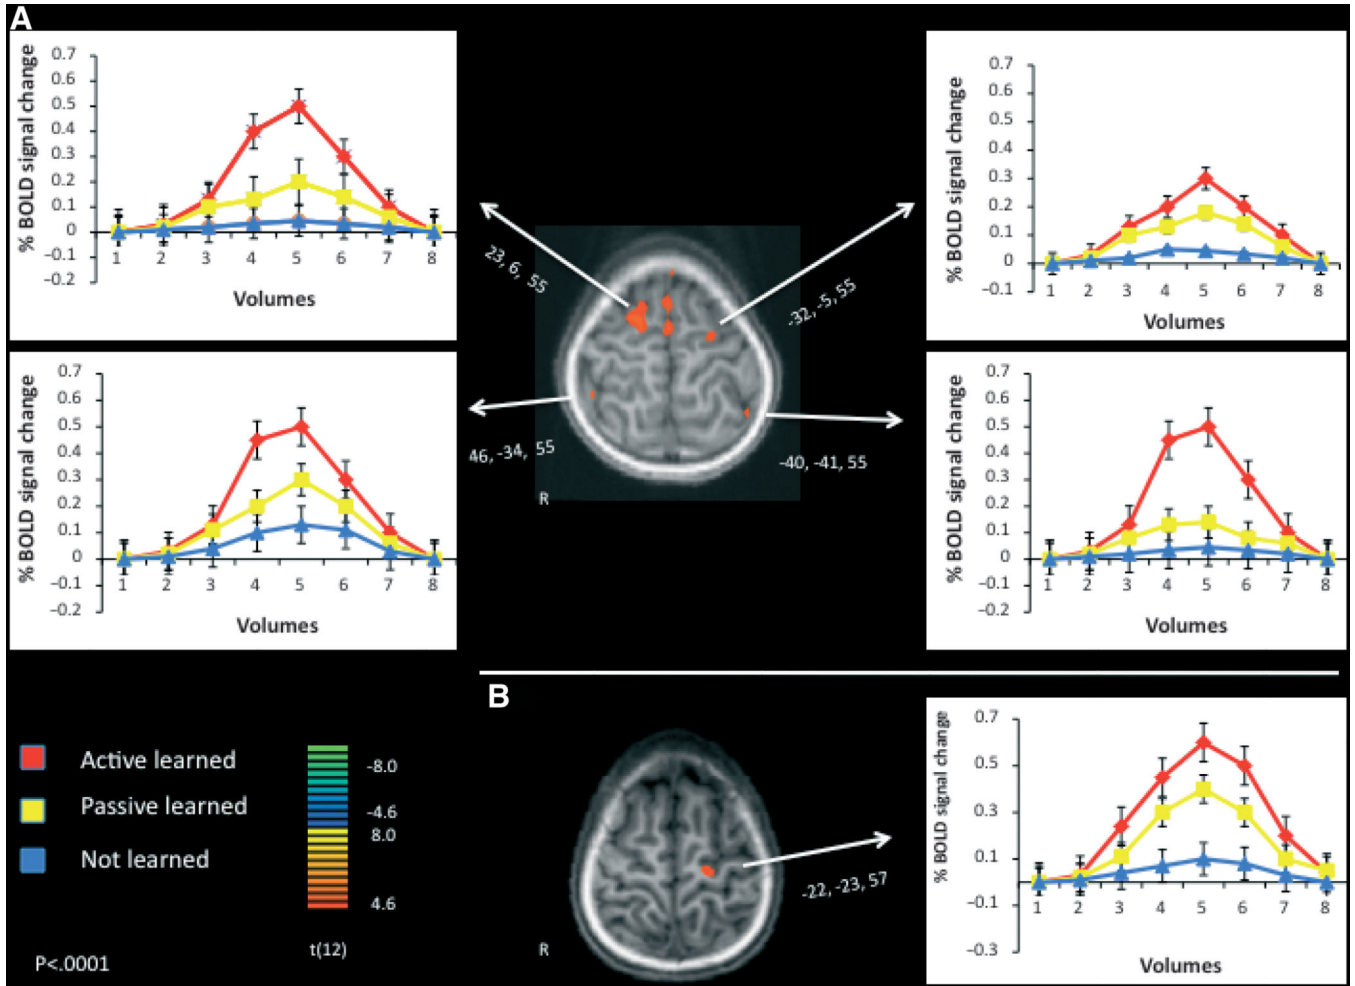 A
% BOLD signal change
0.7
0.6
0.5
0.4
0.3
0.2
0.1
0
-0.1
-0.2
1 2 3 4 5 6 7 8
Volumes
23, 6, 55
-32, -5, 55
% BOLD signal change
0.7
0.6
0.5
0.4
0.3
0.2
0.1
0
-0.1
1 2 3 4 5 6 7 8
Volumes
% BOLD signal change
0.7
0.6
0.5
0.4
0.3
0.2
0.1
0
-0.1
-0.2
1 2 3 4 5 6 7 8
Volumes
46, -34, 55
-40, -41, 55
R
% BOLD signal change
0.7
0.6
0.5
0.4
0.3
0.2
0.1
0
-0.1
-0.2
1 2 3 4 5 6 7 8
Volumes
B
Active learned
Passive learned
Not learned
-8.0
-4.6
8.0
4.6
t(12)
P<.0001
R
-22, -23, 57
% BOLD signal change
0.7
0.5
0.3
0.1
-0.1
-0.3
1 2 3 4 5 6 7 8
Volumes